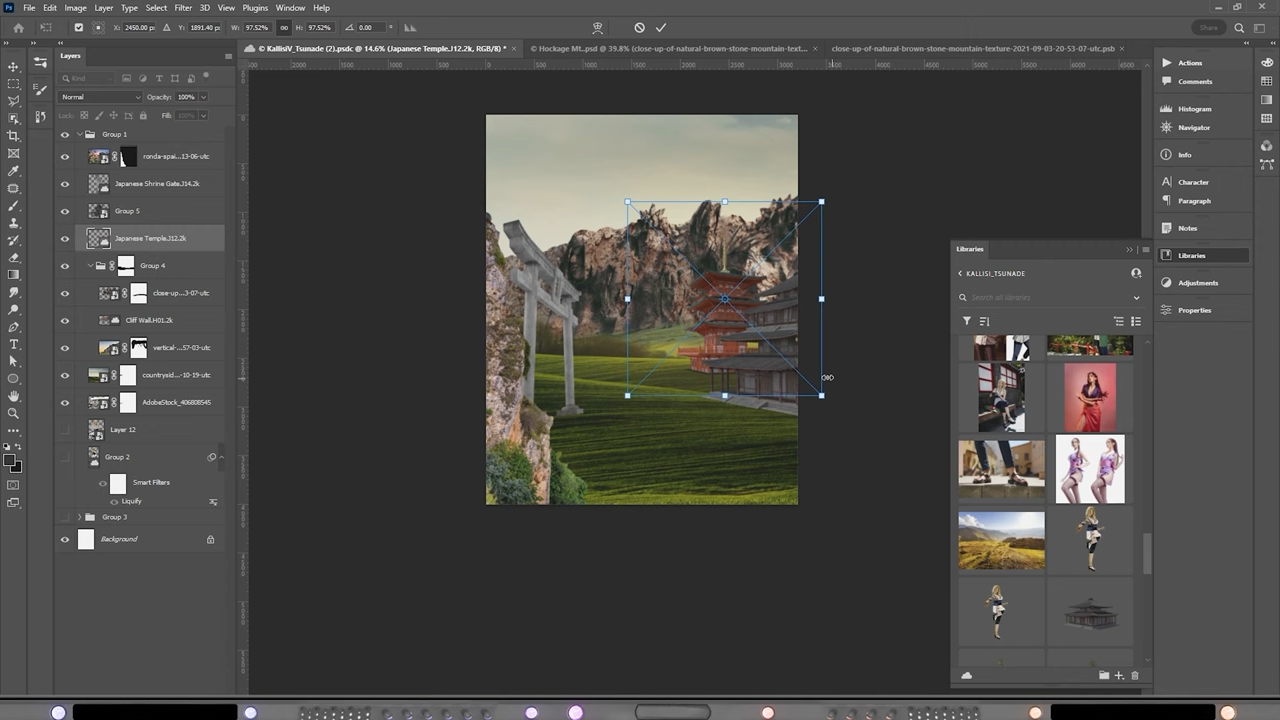 File Edit Image Layer Type Select Filter 3D View Plugins Window Help
X: 2450.00 px Y: 1891.40 px W: 97.52% H: 97.52% 0.00
Share
© KallisiV_Tsunade (2).psdc @ 14.6% (Japanese Temple.J12.2k, RGB/8) *
© Hockage Mt..psd @ 39.8% (close-up-of-natural-brown-stone-mountain-text...
close-up-of-natural-brown-stone-mountain-texture-2021-09-03-20-53-07-utc.psb
Layers
Kind
Normal Opacity: 100%
Lock: Fill: 100%
Group 1
ronda-spai...13-06-utc
Japanese Shrine Gate.J14.2k
Group 5
Japanese Temple.J12.2k
Group 4
close-up...3-07-utc
Cliff Wall.H01.2k
vertical-...57-03-utc
countrysid...-10-19-utc
AdobeStock_406808545
Layer 12
Group 2
Smart Filters
Liquify
Group 3
Background
Libraries
KALLISI_TSUNADE
Search all libraries
Actions
Comments
Histogram
Navigator
Info
Character
Paragraph
Notes
Libraries
Adjustments
Properties